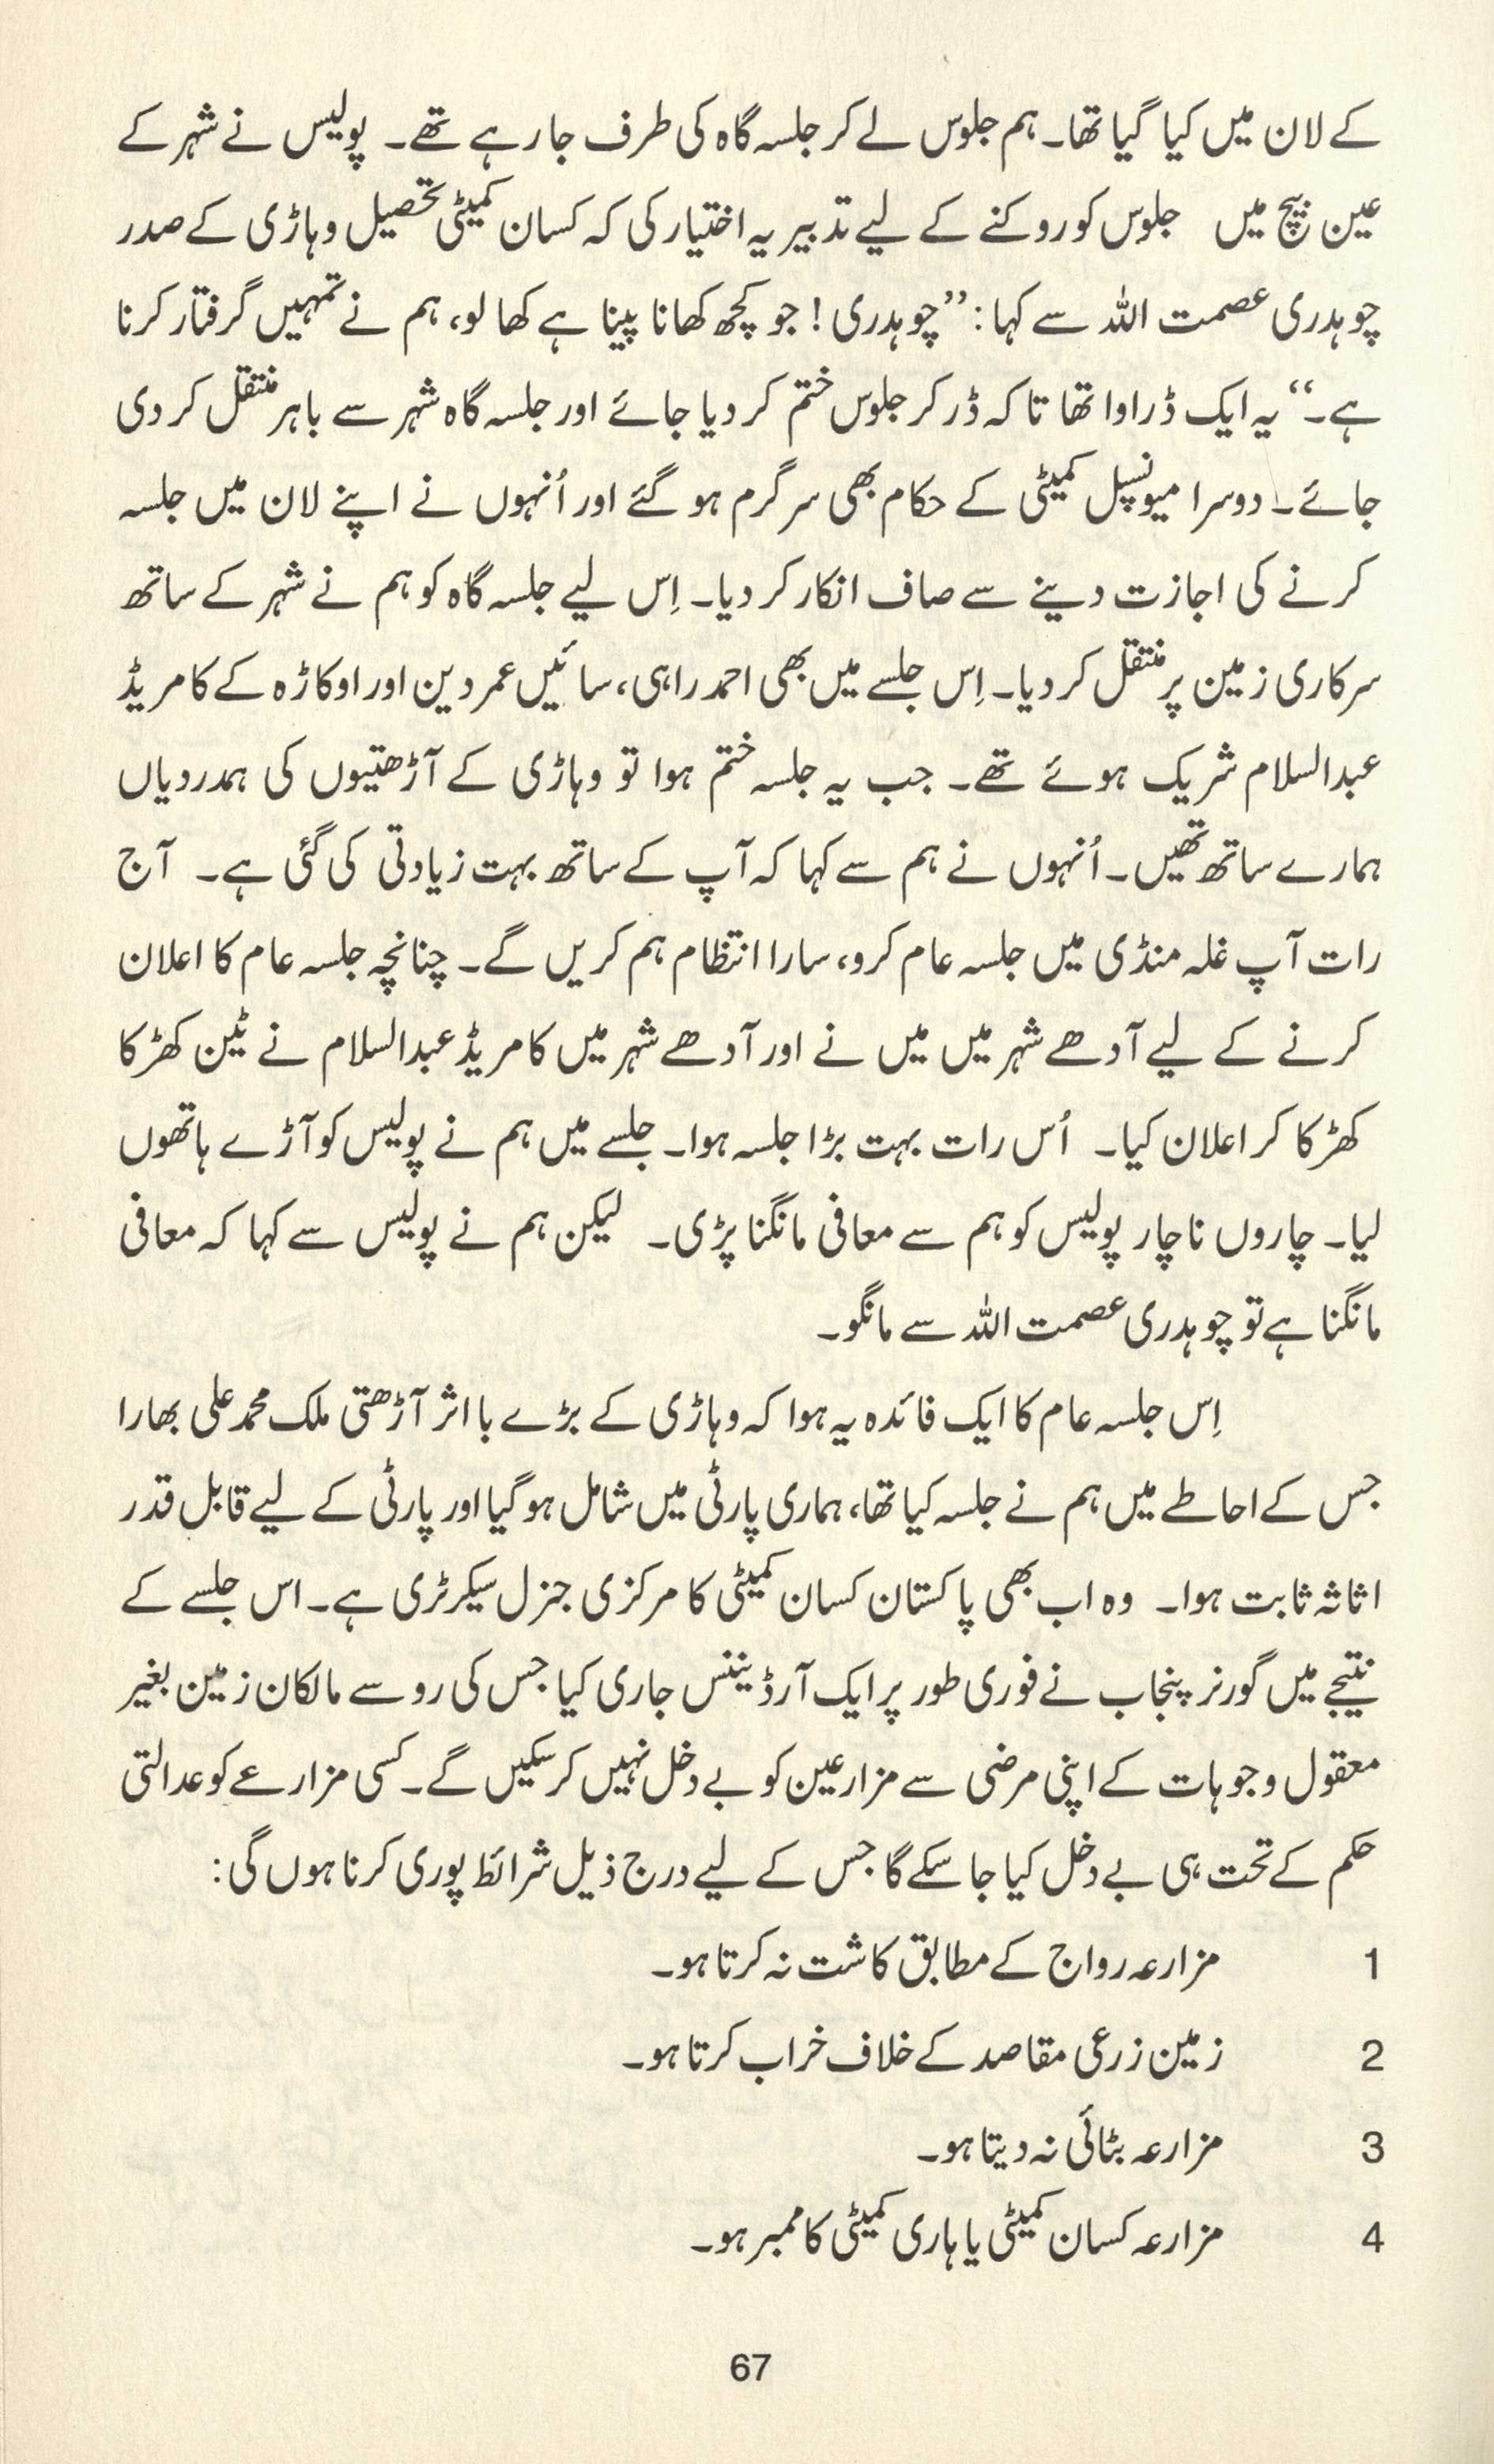 کے لان میں کیا گیا تھا۔ ہم جلوس لے کر جلسہ گاہ کی طرف جا رہے تھے۔ پولیس نے شہر کے
عین بیچ میں جلوس کو روکنے کے لیے تدبیر یہ اختیار کی کہ کسان کمیٹی تحصیل وہاڑی کے صدر
چوہدری عصمت اللہ سے کہا: ’’چوہدری! جو کچھ کھانا پینا ہے کھا لو، ہم نے تمہیں گرفتار کرنا
ہے۔‘‘ یہ ایک ڈراوا تھا تا کہ ڈر کر جلوس ختم کر دیا جائے اور جلسہ گاہ شہر سے باہر منتقل کر دی
جائے۔ دوسرا میونسپل کمیٹی کے حکام بھی سرگرم ہو گئے اور اُنہوں نے اپنے لان میں جلسہ
کرنے کی اجازت دینے سے صاف انکار کر دیا۔ اِس لیے جلسہ گاہ کو ہم نے شہر کے ساتھ
سرکاری زمین پر منتقل کر دیا۔ اِس جلسے میں بھی احمد راہی، سائیں عمر دین اور اوکاڑہ کے کامریڈ
عبدالسلام شریک ہوئے تھے۔ جب یہ جلسہ ختم ہوا تو وہاڑی کے آڑھتیوں کی ہمدردیاں
ہمارے ساتھ تھیں۔ اُنہوں نے ہم سے کہا کہ آپ کے ساتھ بہت زیادتی کی گئی ہے۔ آج
رات آپ غلہ منڈی میں جلسہ عام کرو، سارا انتظام ہم کریں گے۔ چنانچہ جلسہ عام کا اعلان
کرنے کے لیے آدھے شہر میں میں نے اور آدھے شہر میں کامریڈ عبدالسلام نے ٹین کھڑکا
کھڑکا کر اعلان کیا۔ اُس رات بہت بڑا جلسہ ہوا۔ جلسے میں ہم نے پولیس کو آڑے ہاتھوں
لیا۔ چاروں ناچار پولیس کو ہم سے معافی مانگنا پڑی۔ لیکن ہم نے پولیس سے کہا کہ معافی
مانگنا ہے تو چوہدری عصمت اللہ سے مانگو۔
اِس جلسہ عام کا ایک فائدہ یہ ہوا کہ وہاڑی کے بڑے با اثر آڑھتی ملک محمد علی بھارا
جس کے احاطے میں ہم نے جلسہ کیا تھا، ہماری پارٹی میں شامل ہو گیا اور پارٹی کے لیے قابل قدر
اثاثہ ثابت ہوا۔ وہ اب بھی پاکستان کسان کمیٹی کا مرکزی جنرل سیکرٹری ہے۔ اس جلسے کے
نتیجے میں گورنر پنجاب نے فوری طور پر ایک آرڈیننس جاری کیا جس کی رو سے مالکان زمین بغیر
معقول وجوہات کے اپنی مرضی سے مزارعین کو بے دخل نہیں کر سکیں گے۔ کسی مزارعے کو عدالتی
حکم کے تحت ہی بے دخل کیا جا سکے گا جس کے لیے درج ذیل شرائط پوری کرنا ہوں گی:
1 مزارعہ رواج کے مطابق کاشت نہ کرتا ہو۔
2 زمین زرعی مقاصد کے خلاف خراب کرتا ہو۔
3 مزارعہ بٹائی نہ دیتا ہو۔
4 مزارعہ کسان کمیٹی یا ہاری کمیٹی کا ممبر ہو۔
67